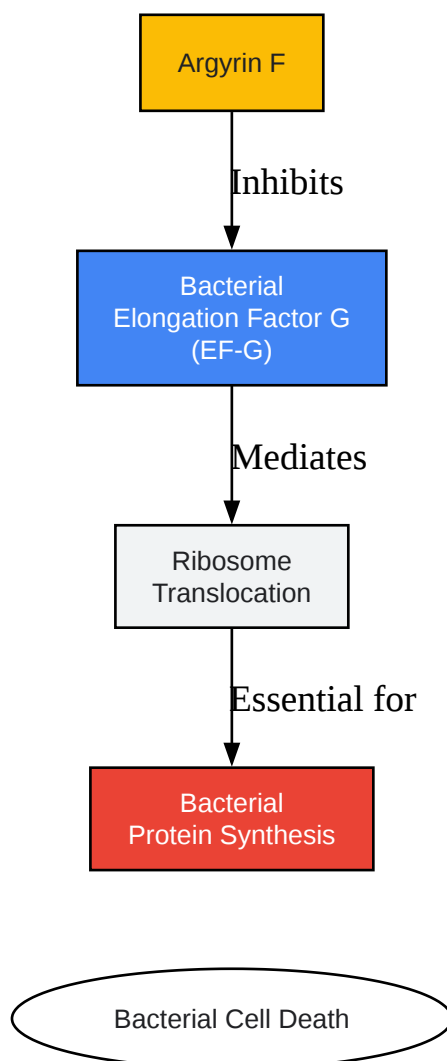 Argyrin F
Inhibits
Bacterial
Elongation Factor G
(EF-G)
Mediates
Ribosome
Translocation
Essential for
Bacterial
Protein Synthesis
Bacterial Cell Death